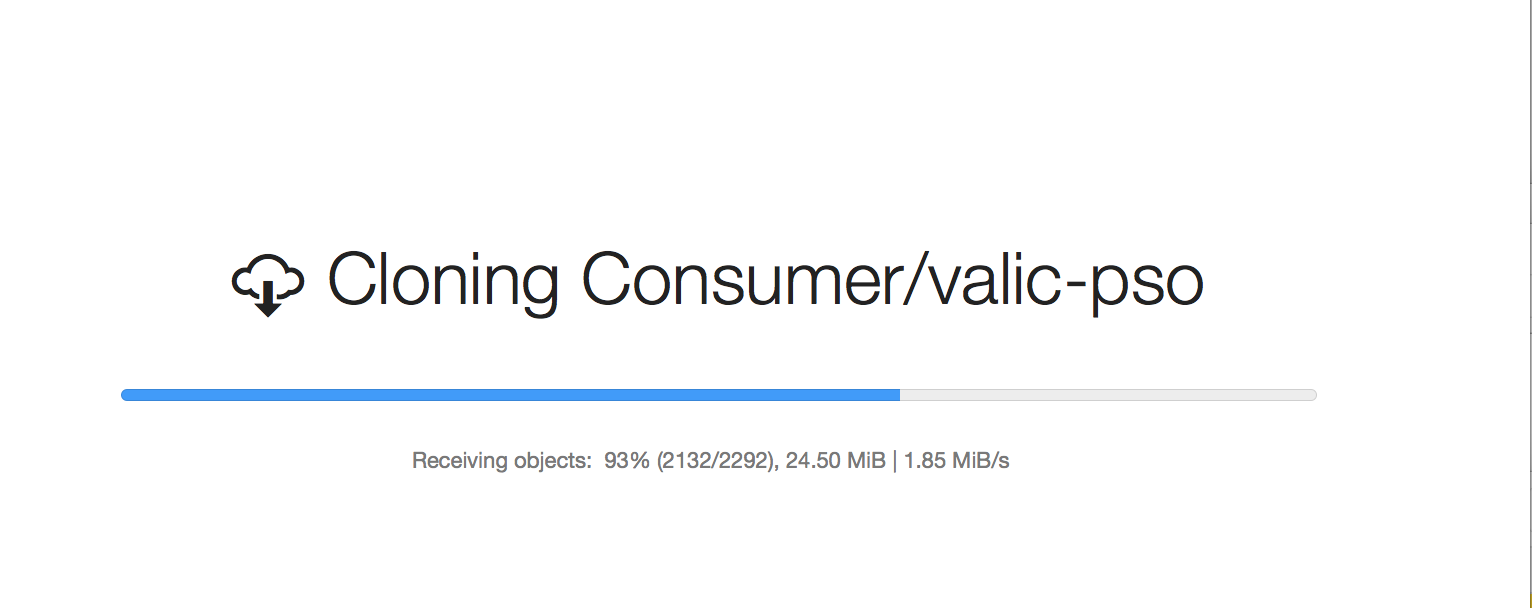 Cloning Consumer/valic-pso
Receiving objects:  93% (2132/2292), 24.50 MiB | 1.85 MiB/s